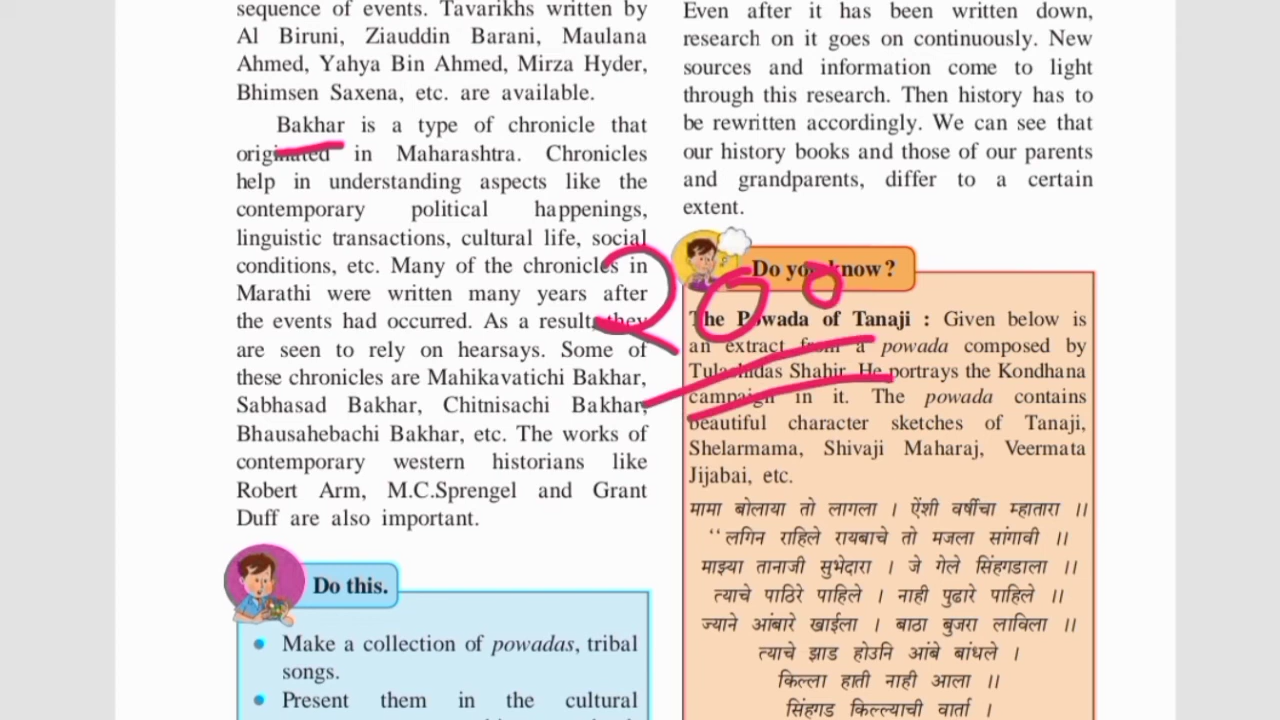 sequence of events. Tavarikhs written by
Al Biruni, Ziauddin Barani, Maulana
Ahmed, Yahya Bin Ahmed, Mirza Hyder,
Bhimsen Saxena, etc. are available.
Bakhar is a type of chronicle that
originated in Maharashtra. Chronicles
help in understanding aspects like the
contemporary political happenings,
linguistic transactions, cultural life, social
conditions, etc. Many of the chronicles in
Marathi were written many years after
the events had occurred. As a result, they
are seen to rely on hearsays. Some of
these chronicles are Mahikavatichi Bakhar,
Sabhasad Bakhar, Chitnisachi Bakhar,
Bhausahebachi Bakhar, etc. The works of
contemporary western historians like
Robert Arm, M.C.Sprengel and Grant
Duff are also important.
Do this.
Make a collection of powadas, tribal
songs.
Present them in the cultural
Even after it has been written down,
research on it goes on continuously. New
sources and information come to light
through this research. Then history has to
be rewritten accordingly. We can see that
our history books and those of our parents
and grandparents, differ to a certain
extent.
200
Do you know?
The Powada of Tanaji : Given below is
an extract from a powada composed by
Tulashidas Shahir. He portrays the Kondhana
campaign in it. The powada contains
beautiful character sketches of Tanaji,
Shelarmama, Shivaji Maharaj, Veermata
Jijabai, etc.
मामा बोलाया तो लागला । ऐंशी वर्षीचा म्हातारा ।।
“लगिन राहिले रायबाचे तो मजला सांगावी ।।
माझ्या तानाजी सुभेदारा । जे गेले सिंहगडाला ।।
त्याचे पाठिरे पाहिले । नाही पुढारे पाहिले ।।
ज्याने आंबारे खाईला । बाठा बुजरा लाविला ।।
त्याचे झाड होउनि आंबे बांधले ।
किल्ला हाती नाही आला ।।
सिंहगड किल्ल्याची वार्ता ।